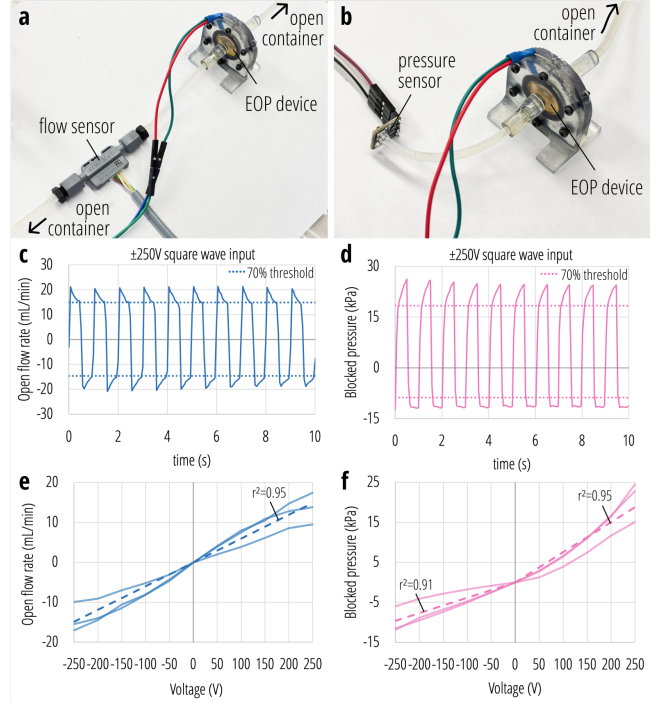 a
open
container
EOP device
flow sensor
open
container
b
open
container
pressure
sensor
EOP device
c
±250V square wave input
70% threshold
Open flow rate (mL/min)
30
20
10
0
-10
-20
-30
0 2 4 6 8 10
time (s)
d
±250V square wave input
70% threshold
Blocked pressure (kPa)
30
15
0
-15
0 2 4 6 8 10
time (s)
e
r²=0.95
Open flow rate (mL/min)
20
10
0
-10
-20
-250 -200 -150 -100 -50 0 50 100 150 200 250
Voltage (V)
f
r²=0.95
r²=0.91
Blocked pressure (kPa)
25
15
5
-5
-15
-250 -200 -150 -100 -50 0 50 100 150 200 250
Voltage (V)